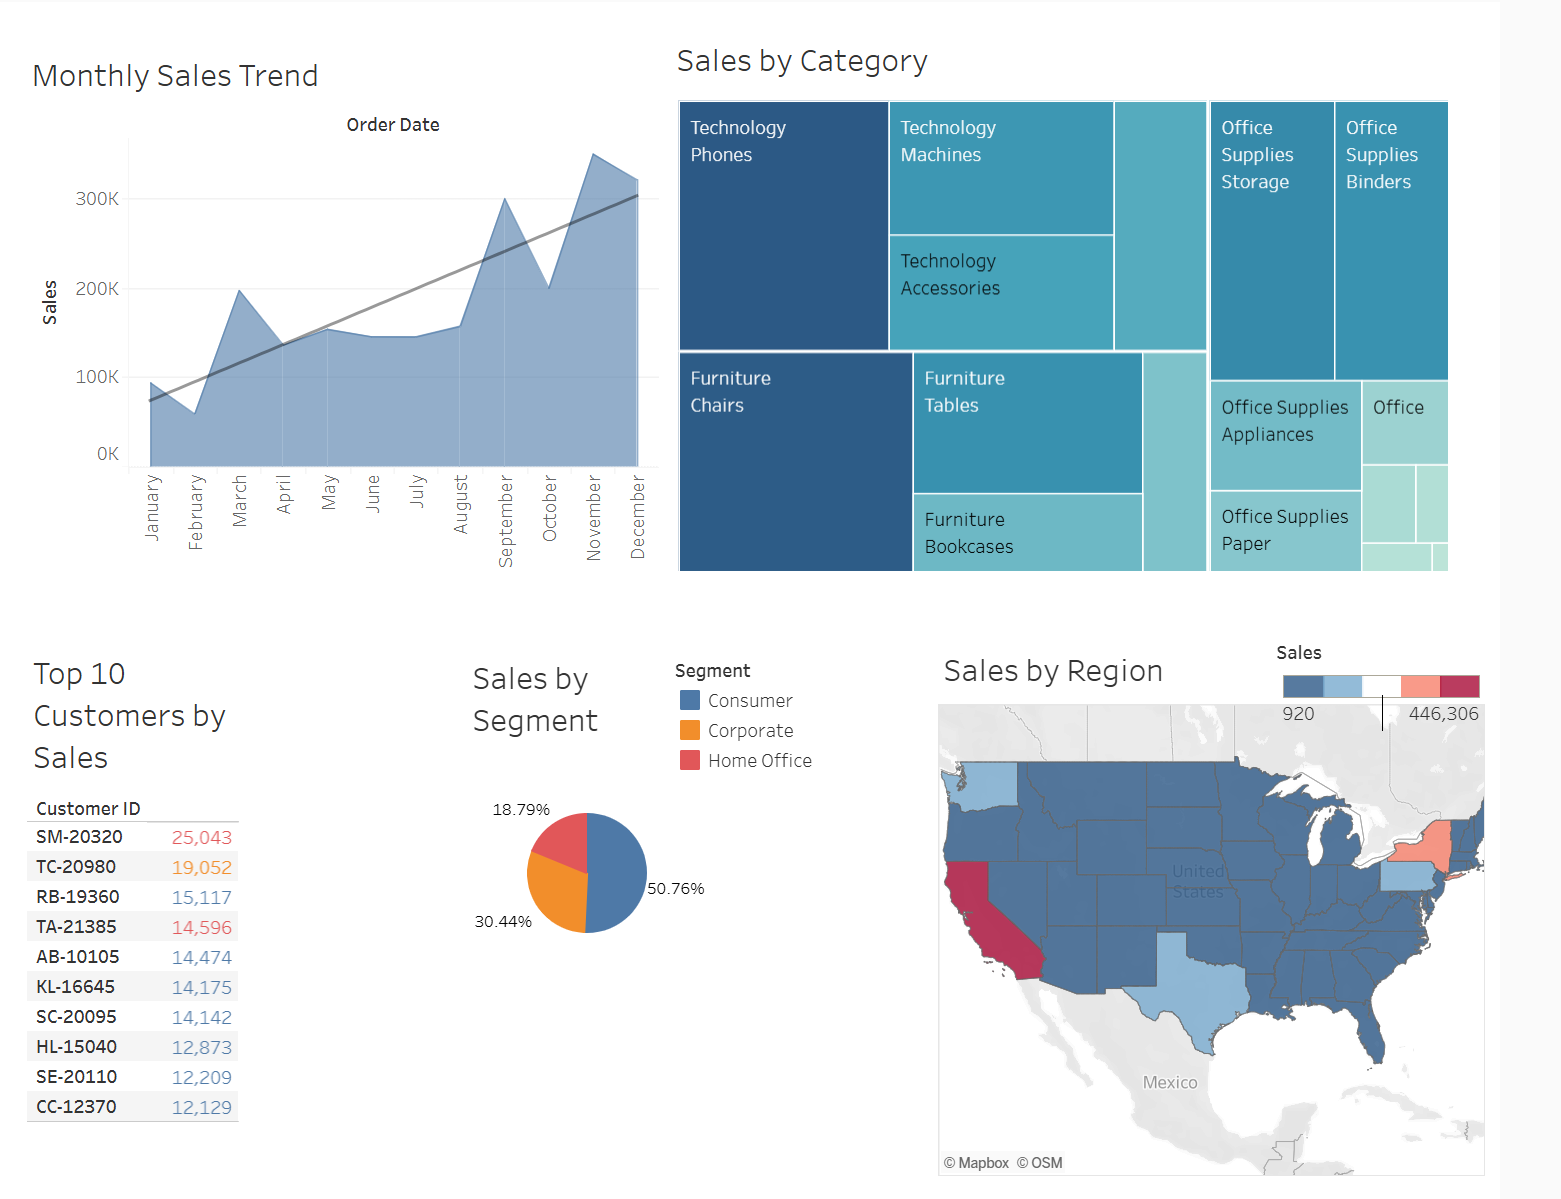 Monthly Sales Trend
Order Date
Sales
300K
200K
100K
0K
January
February
March
April
May
June
July
August
September
October
November
December
Sales by Category
Technology
Phones
Technology
Machines
Technology
Accessories
Furniture
Chairs
Furniture
Tables
Furniture
Bookcases
Office
Supplies
Storage
Office
Supplies
Binders
Office Supplies
Appliances
Office
Office Supplies
Paper
Top 10
Customers by
Sales
Customer ID
SM-20320 25,043
TC-20980 19,052
RB-19360 15,117
TA-21385 14,596
AB-10105 14,474
KL-16645 14,175
SC-20095 14,142
HL-15040 12,873
SE-20110 12,209
CC-12370 12,129
Sales by
Segment
Segment
Consumer
Corporate
Home Office
18.79%
50.76%
30.44%
Sales by Region
Sales
920 446,306
United
States
Mexico
© Mapbox © OSM